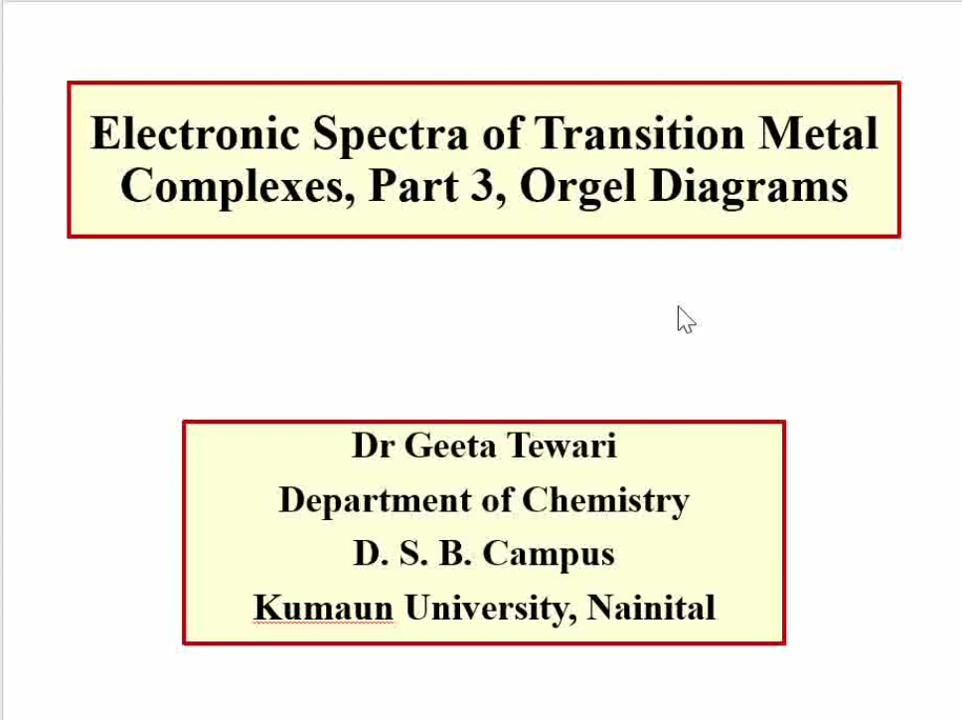 Electronic Spectra of Transition Metal
Complexes, Part 3, Orgel Diagrams
Dr Geeta Tewari
Department of Chemistry
D. S. B. Campus
Kumaun University, Nainital